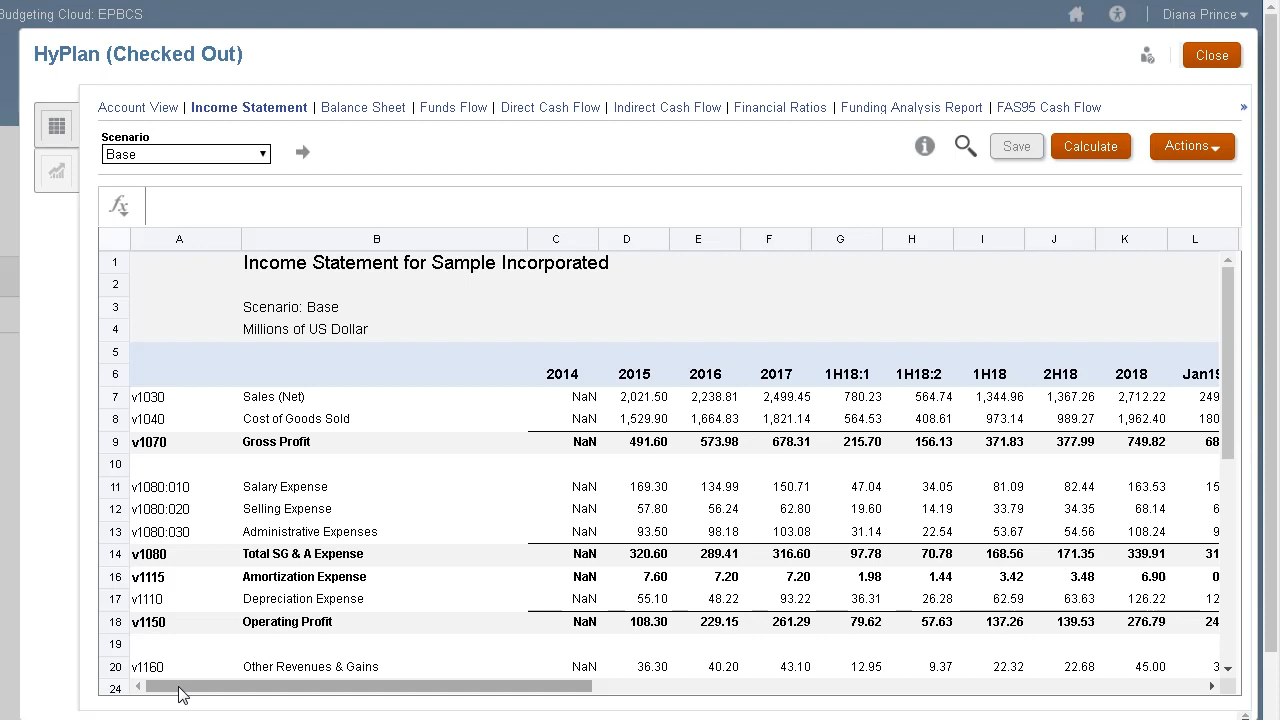 Budgeting Cloud: EPBCS Diana Prince
HyPlan (Checked Out) Close
Account View | Income Statement | Balance Sheet | Funds Flow | Direct Cash Flow | Indirect Cash Flow | Financial Ratios | Funding Analysis Report | FAS95 Cash Flow »
Scenario
Base Save Calculate Actions
fx
A B C D E F G H I J K L
1 Income Statement for Sample Incorporated
2
3 Scenario: Base
4 Millions of US Dollar
5
6 2014 2015 2016 2017 1H18:1 1H18:2 1H18 2H18 2018 Jan19
7 v1030 Sales (Net) NaN 2,021.50 2,238.81 2,499.45 780.23 564.74 1,344.96 1,367.26 2,712.22 249
8 v1040 Cost of Goods Sold NaN 1,529.90 1,664.83 1,821.14 564.53 408.61 973.14 989.27 1,962.40 180
9 v1070 Gross Profit NaN 491.60 573.98 678.31 215.70 156.13 371.83 377.99 749.82 68
10
11 v1080:010 Salary Expense NaN 169.30 134.99 150.71 47.04 34.05 81.09 82.44 163.53 15
12 v1080:020 Selling Expense NaN 57.80 56.24 62.80 19.60 14.19 33.79 34.35 68.14 6
13 v1080:030 Administrative Expenses NaN 93.50 98.18 103.08 31.14 22.54 53.67 54.56 108.24 9
14 v1080 Total SG & A Expense NaN 320.60 289.41 316.60 97.78 70.78 168.56 171.35 339.91 31
16 v1115 Amortization Expense NaN 7.60 7.20 7.20 1.98 1.44 3.42 3.48 6.90 0
17 v1110 Depreciation Expense NaN 55.10 48.22 93.22 36.31 26.28 62.59 63.63 126.22 12
18 v1150 Operating Profit NaN 108.30 229.15 261.29 79.62 57.63 137.26 139.53 276.79 24
19
20 v1160 Other Revenues & Gains NaN 36.30 40.20 43.10 12.95 9.37 22.32 22.68 45.00 3
24